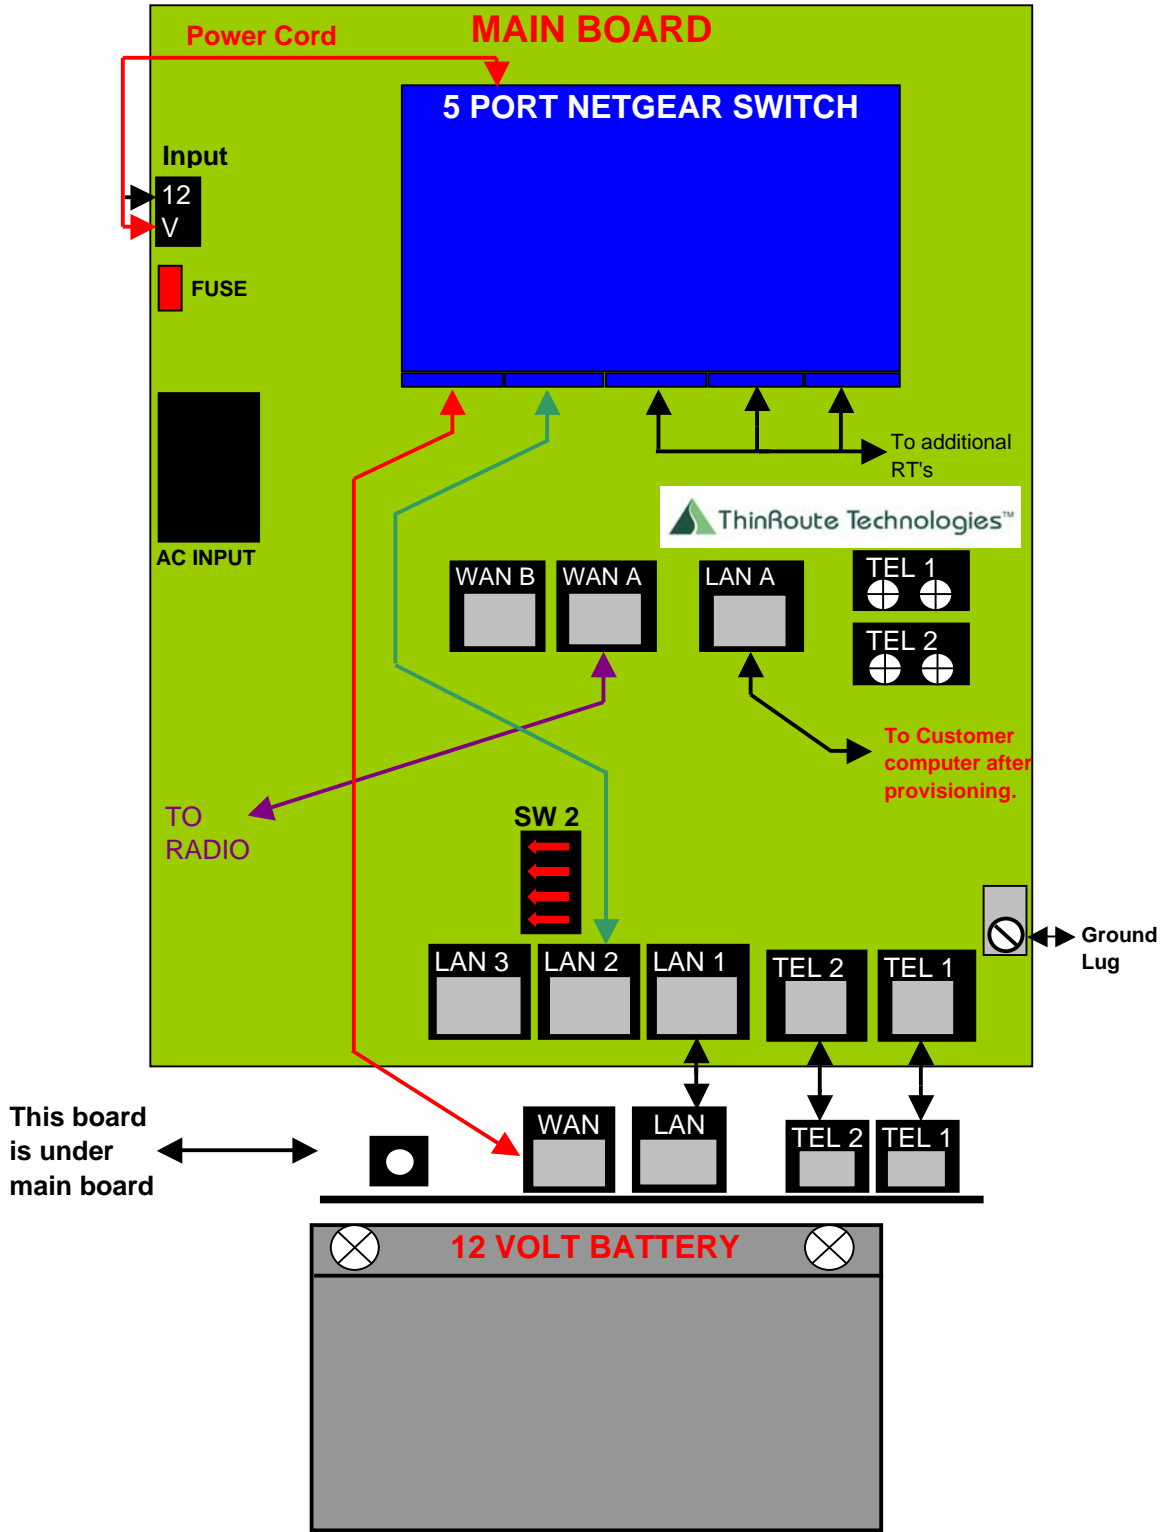 Power Cord
MAIN BOARD
5 PORT NETGEAR SWITCH
Input
12
V
FUSE
To additional
RT's
ThinRoute Technologies™
AC INPUT
WAN B
WAN A
LAN A
TEL 1
TEL 2
To Customer
computer after
provisioning.
TO
RADIO
SW 2
Ground
Lug
LAN 3
LAN 2
LAN 1
TEL 2
TEL 1
This board
is under
main board
WAN
LAN
TEL 2
TEL 1
12 VOLT BATTERY